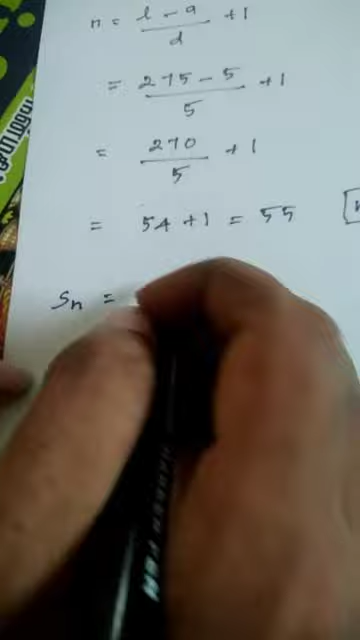 n = l - a / d + 1
= 275 - 5 / 5 + 1
= 270 / 5 + 1
= 54 + 1 = 55
Sn =